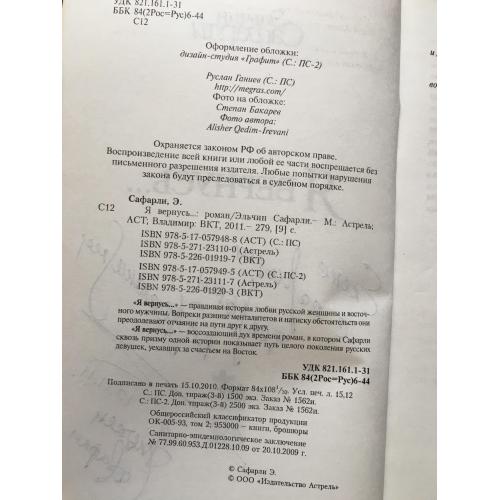 УДК 821.161.1-31
ББК 84(2Рос=Рус)6-44
С12
Оформление обложки:
дизайн-студия «Графит» (С.: ПС-2)
Руслан Ганиев (С.: ПС)
http://megras.com/
Фото на обложке:
Степан Бакарев
Фото автора:
Alisher Qedim-Irevani
Охраняется законом РФ об авторском праве.
Воспроизведение всей книги или любой ее части воспрещается без
письменного разрешения издателя. Любые попытки нарушения
закона будут преследоваться в судебном порядке.
Сафарли, Э.
С12 Я вернусь...: роман/Эльчин Сафарли.– М.: Астрель;
АСТ; Владимир: ВКТ, 2011.– 279, [9] с.
ISBN 978-5-17-057948-8 (АСТ) (С.: ПС)
ISBN 978-5-271-23110-0 (Астрель)
ISBN 978-5-226-01919-7 (ВКТ)
ISBN 978-5-17-057949-5 (АСТ) (С.: ПС-2)
ISBN 978-5-271-23111-7 (Астрель)
ISBN 978-5-226-01920-3 (ВКТ)
«Я вернусь...» — правдивая история любви русской женщины и восточ-
ного мужчины. Вопреки разнице менталитетов и натиску обстоятельств они
преодолевают отчаяние на пути друг к другу.
«Я вернусь...» — воссоздающий дух времени роман, в котором Сафарли
сквозь призму одной истории показывает путь целого поколения русских
девушек, уехавших за счастьем на Восток.
УДК 821.161.1-31
ББК 84(2Рос=Рус)6-44
Подписано в печать 15.10.2010. Формат 84x108 1/32. Усл. печ. л. 15,12
С.: ПС. Доп. тираж(3-й) 1500 экз. Заказ № 1562и.
С.: ПС-2. Доп. тираж(3-й) 2500 экз. Заказ № 1562и.
Общероссийский классификатор продукции
ОК-005-93, том 2; 953000 – книги, брошюры
Санитарно-эпидемиологическое заключение
№ 77.99.60.953.Д.01228.10.09 от 20.10.2009 г.
© Сафарли Э.
© ООО «Издательство Астрель»